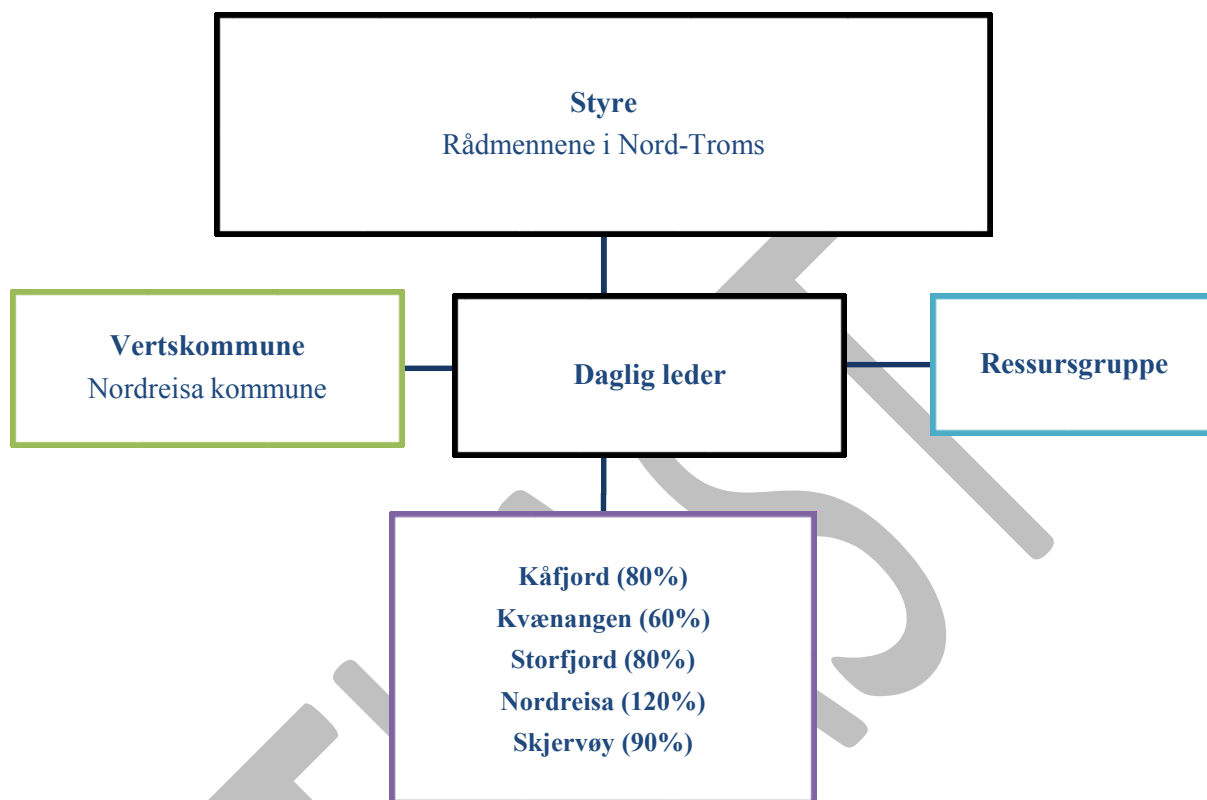 Styre
Rådmennene i Nord-Troms
Vertskommune
Nordreisa kommune
Daglig leder
Ressursgruppe
Kåfjord (80%)
Kvænangen (60%)
Storfjord (80%)
Nordreisa (120%)
Skjervøy (90%)